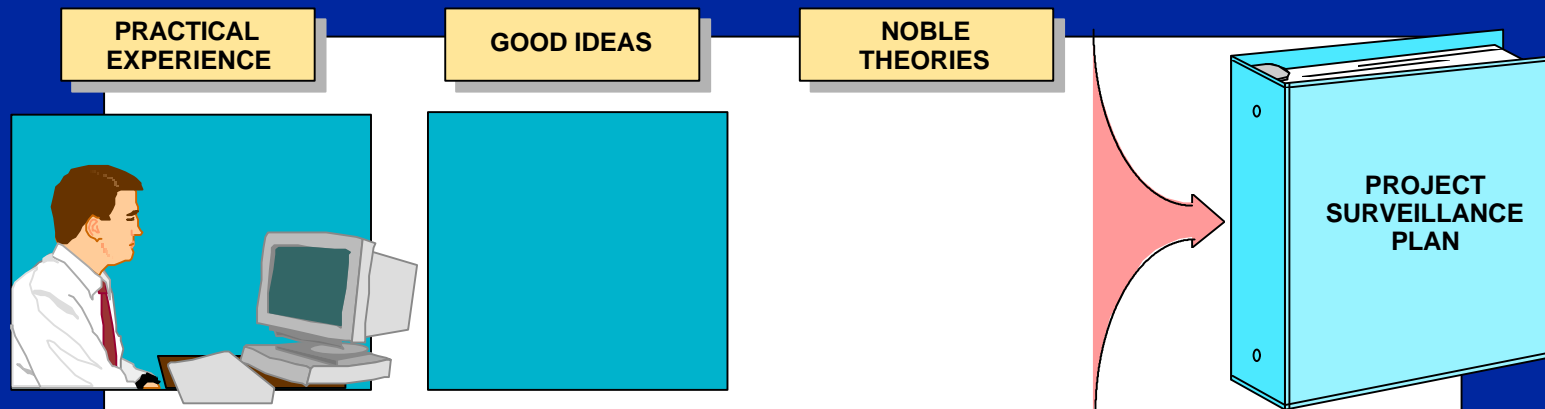 PRACTICAL
EXPERIENCE
GOOD IDEAS
NOBLE
THEORIES
PROJECT
SURVEILLANCE
PLAN